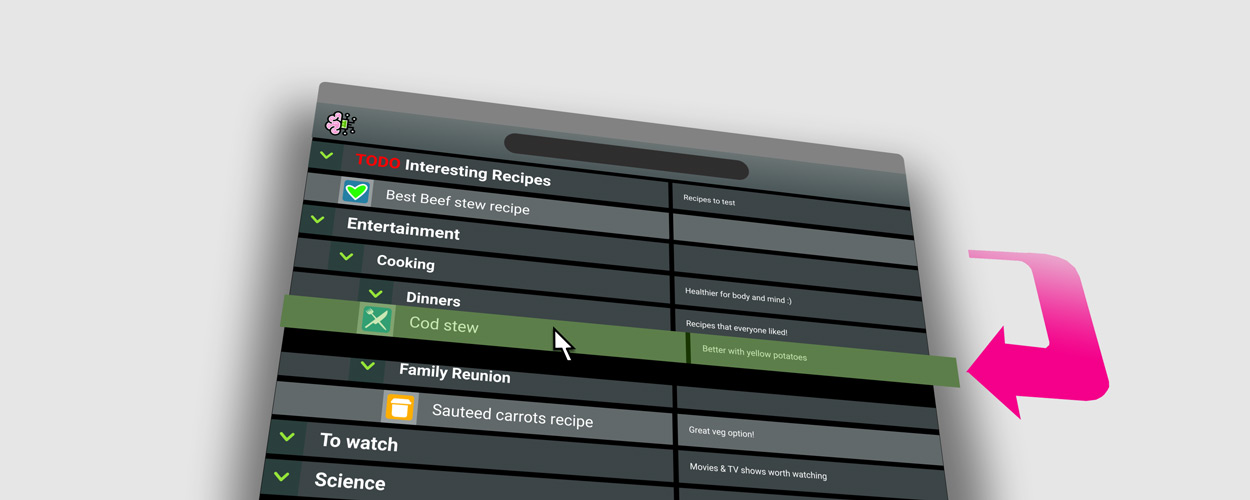 TODO Interesting Recipes
Recipes to test
Best Beef stew recipe
Entertainment
Cooking
Healthier for body and mind :)
Dinners
Recipes that everyone liked!
Cod stew
Better with yellow potatoes
Family Reunion
Sauteed carrots recipe
Great veg option!
To watch
Movies & TV shows worth watching
Science